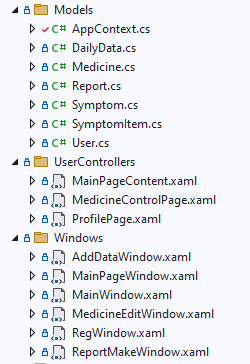 Models
C# AppContext.cs
C# DailyData.cs
C# Medicine.cs
C# Report.cs
C# Symptom.cs
C# SymptomItem.cs
C# User.cs
UserControllers
MainPageContent.xaml
MedicineControlPage.xaml
ProfilePage.xaml
Windows
AddDataWindow.xaml
MainPageWindow.xaml
MainWindow.xaml
MedicineEditWindow.xaml
RegWindow.xaml
ReportMakeWindow.xaml